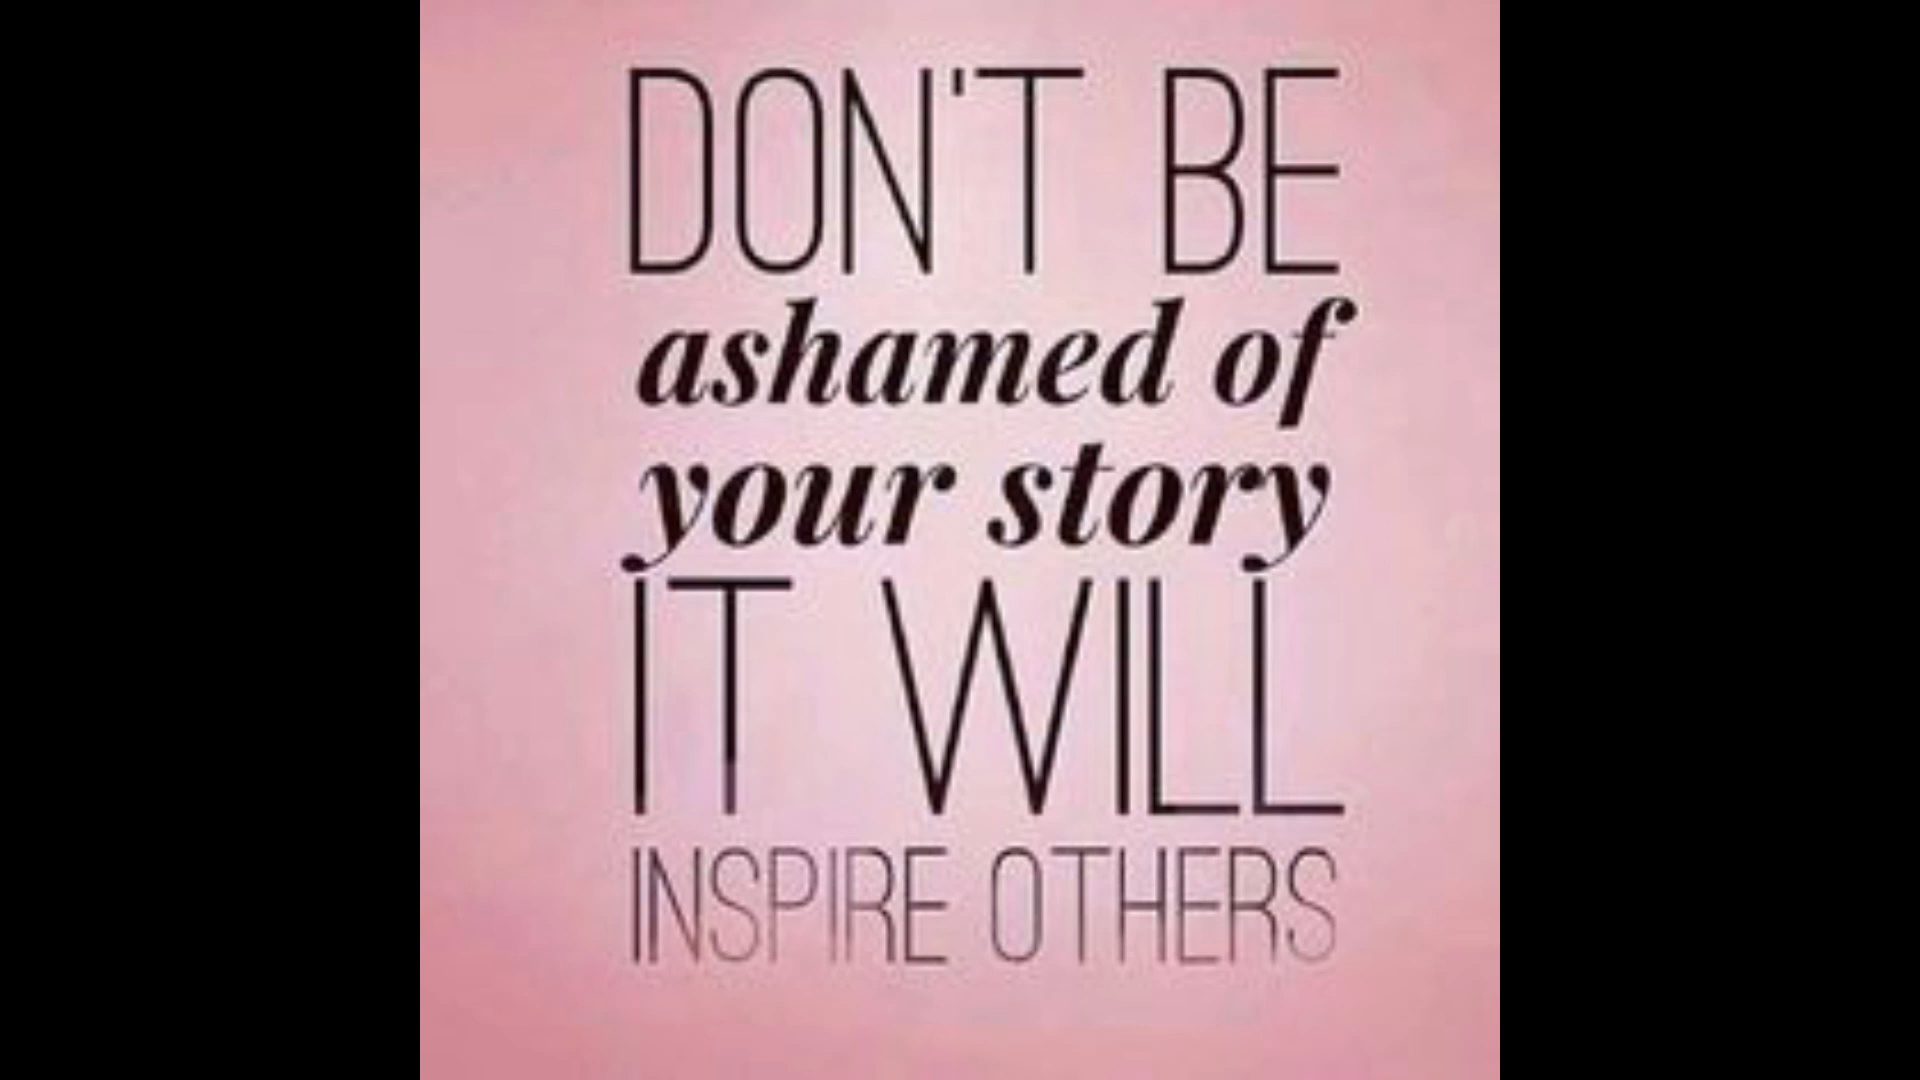 DON'T BE
ashamed of
your story
IT WILL
INSPIRE OTHERS